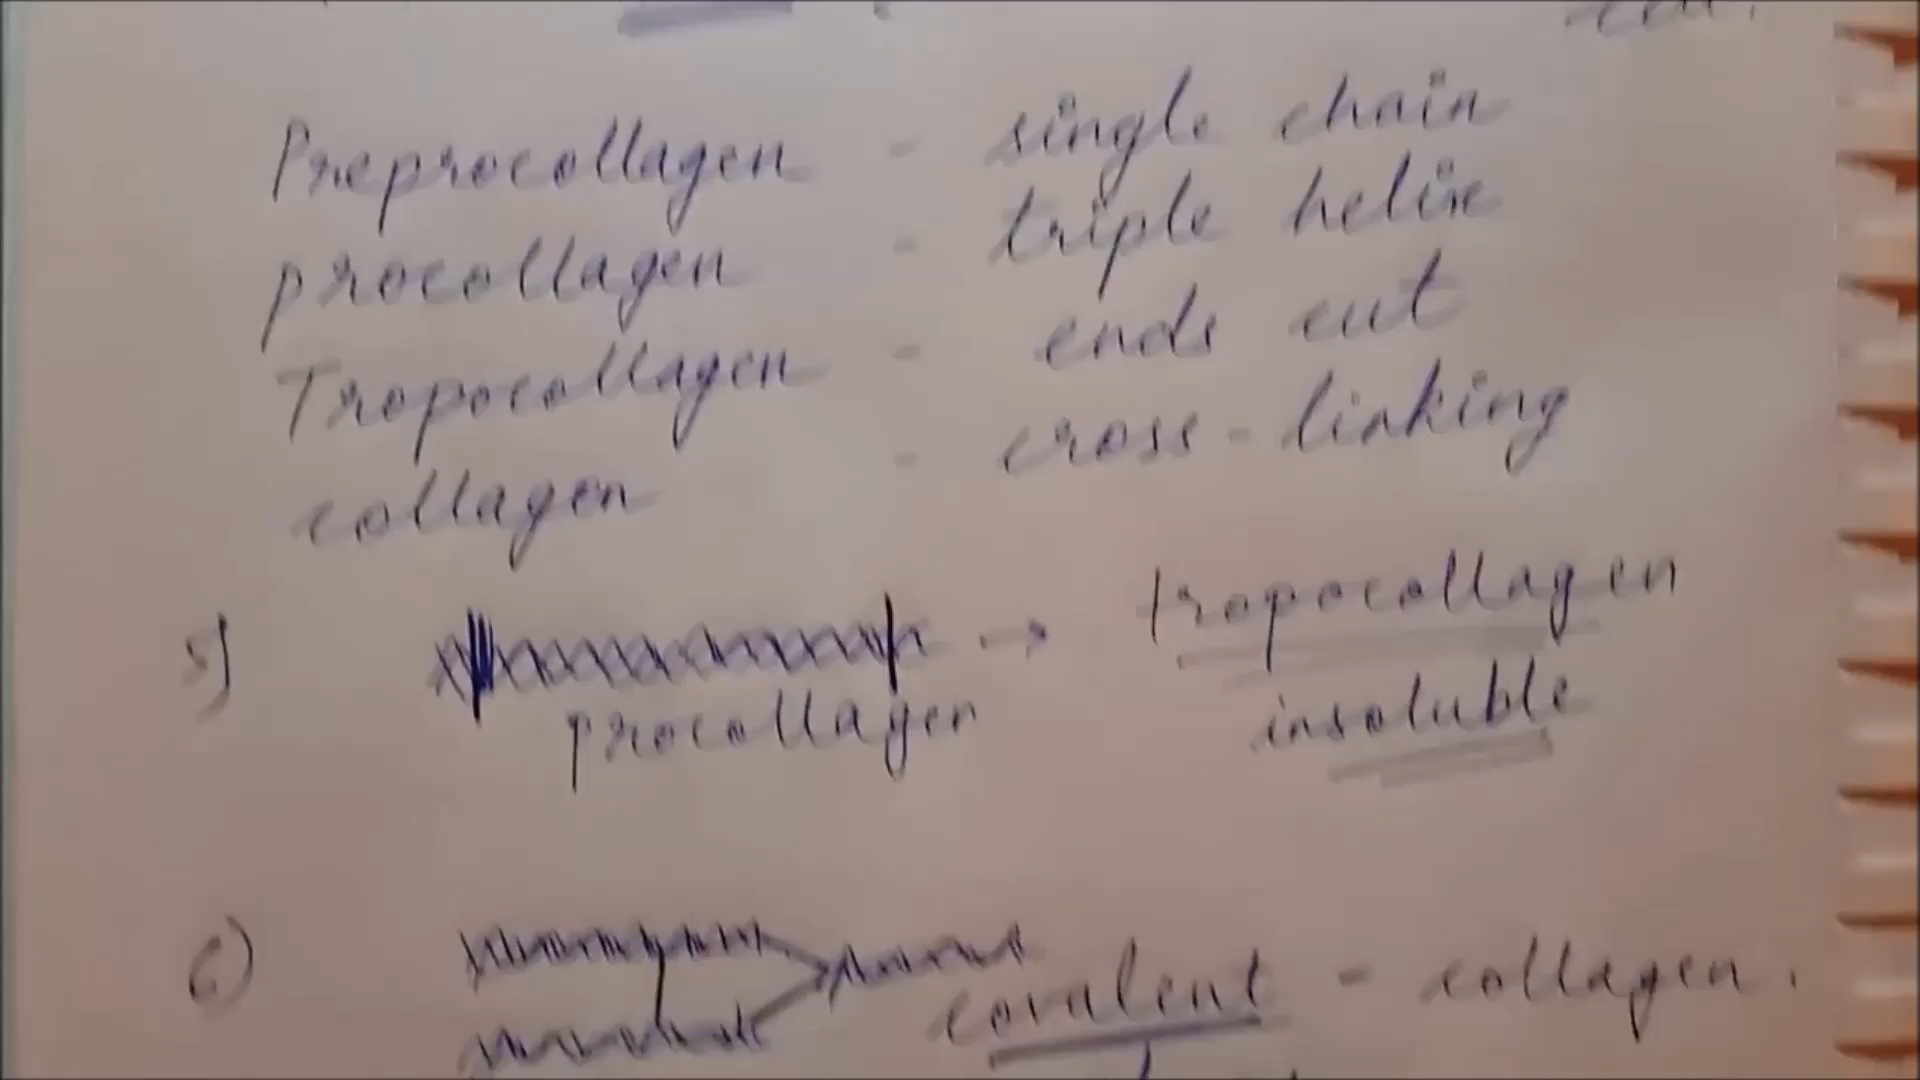 cell.
Preprocollagen - single chain
procollagen - triple helix
Tropocollagen - ends cut
collagen - cross-linking
5) procollagen → tropocollagen
insoluble
6) covalent - collagen.